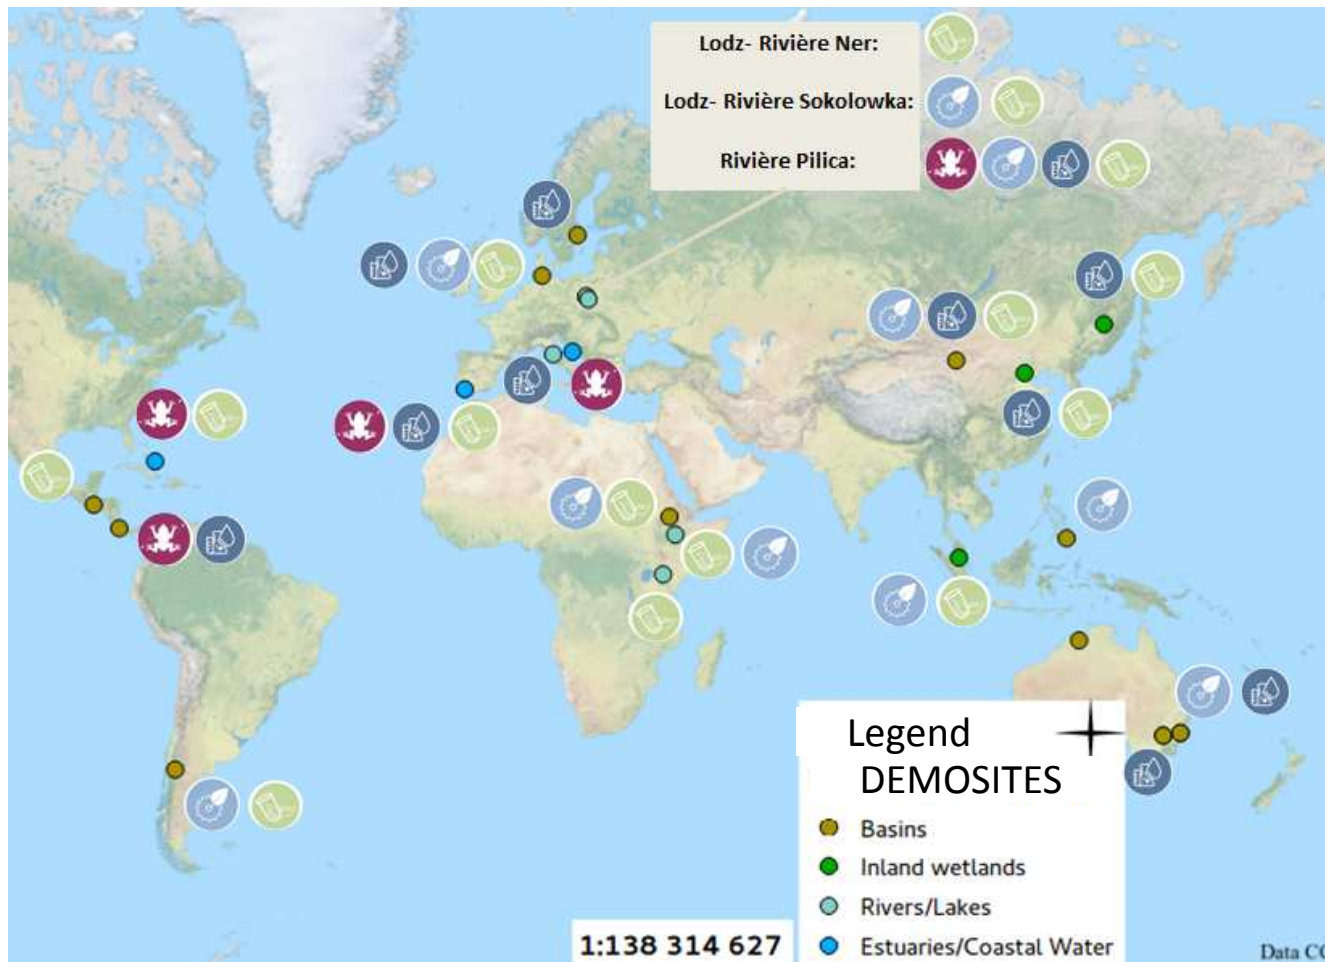 Lodz- Rivière Ner:
Lodz- Rivière Sokolowka:
Rivière Pilica:
Legend
DEMOSITES
Basins
Inland wetlands
Rivers/Lakes
Estuaries/Coastal Water
1:138 314 627
Data